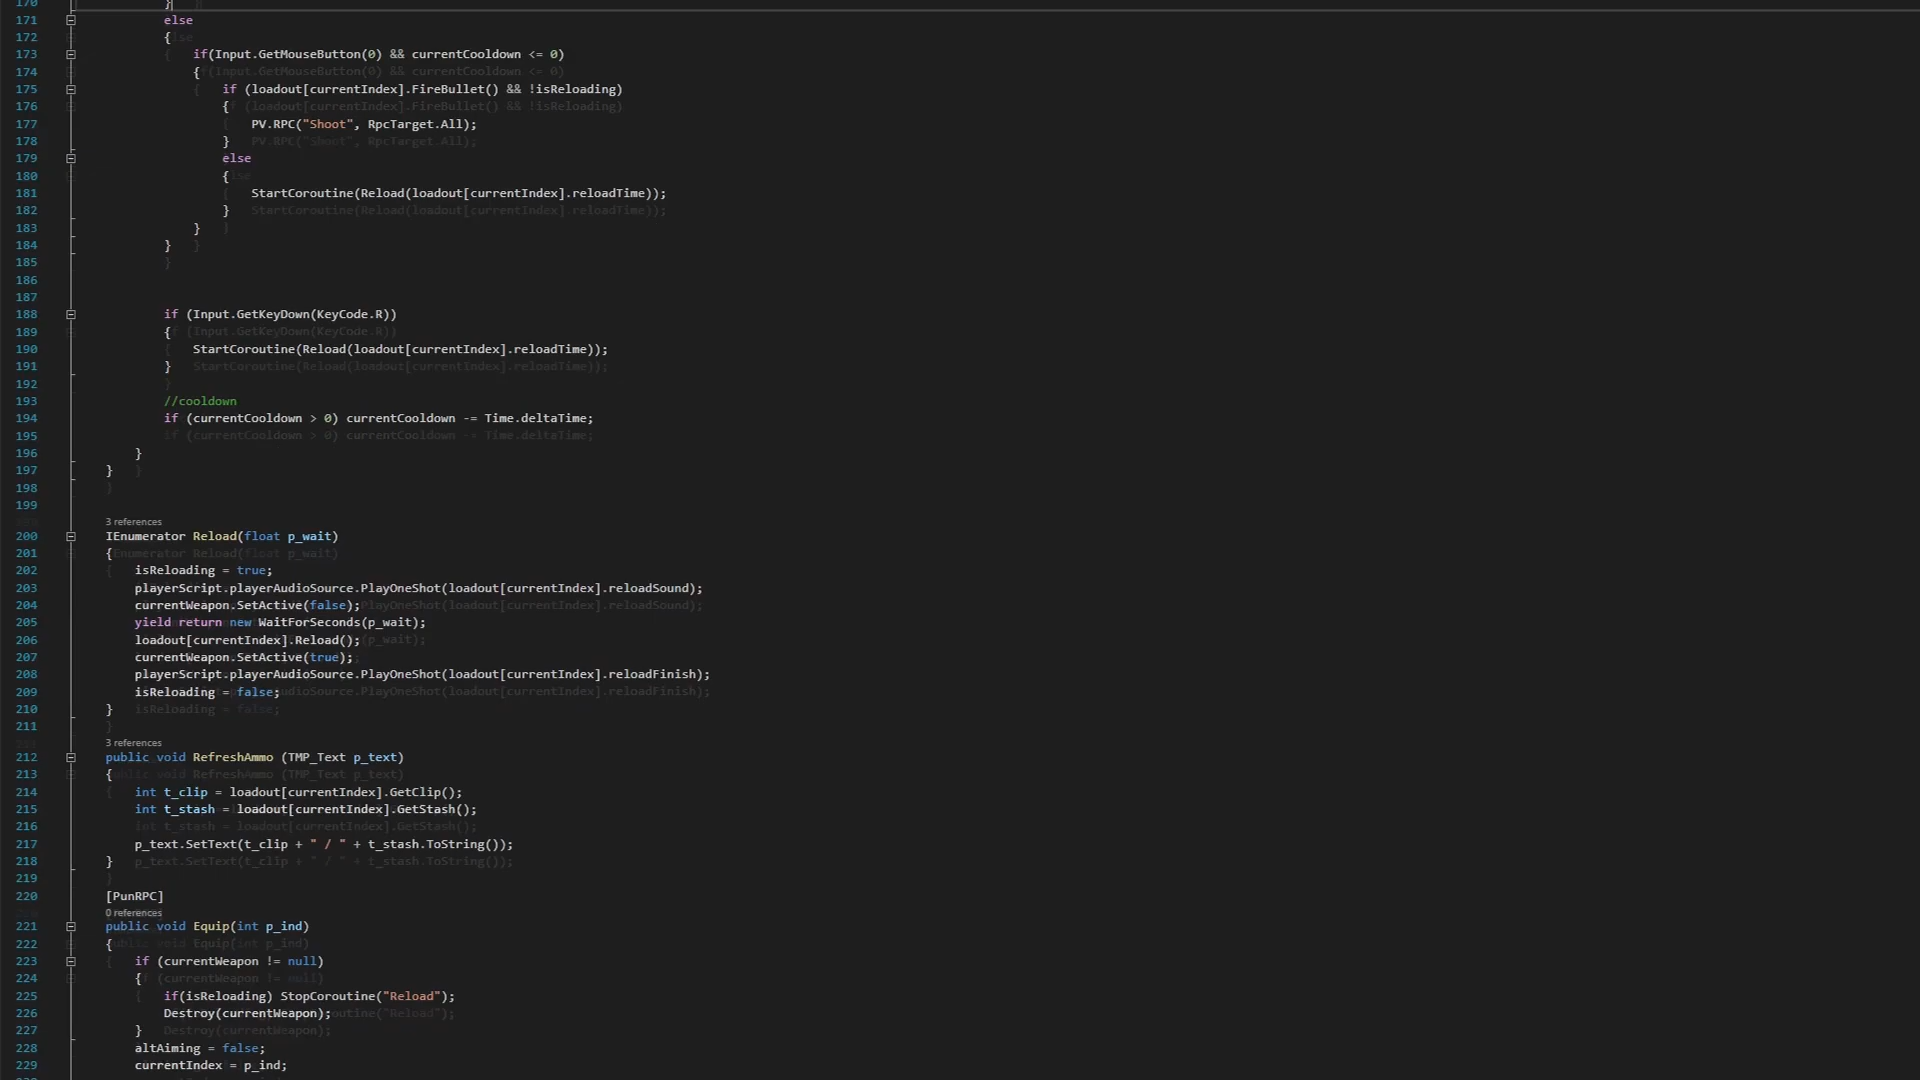 170 }
171 else
172 {
173 if(Input.GetMouseButton(0) && currentCooldown <= 0)
174 {
175 if (loadout[currentIndex].FireBullet() && !isReloading)
176 {
177 PV.RPC("Shoot", RpcTarget.All);
178 }
179 else
180 {
181 StartCoroutine(Reload(loadout[currentIndex].reloadTime));
182 }
183 }
184 }
185
186
187
188 if (Input.GetKeyDown(KeyCode.R))
189 {
190 StartCoroutine(Reload(loadout[currentIndex].reloadTime));
191 }
192
193 //cooldown
194 if (currentCooldown > 0) currentCooldown -= Time.deltaTime;
195
196 }
197 }
198
199
3 references
200 IEnumerator Reload(float p_wait)
201 {
202 isReloading = true;
203 playerScript.playerAudioSource.PlayOneShot(loadout[currentIndex].reloadSound);
204 currentWeapon.SetActive(false);
205 yield return new WaitForSeconds(p_wait);
206 loadout[currentIndex].Reload();
207 currentWeapon.SetActive(true);
208 playerScript.playerAudioSource.PlayOneShot(loadout[currentIndex].reloadFinish);
209 isReloading = false;
210 }
211
3 references
212 public void RefreshAmmo (TMP_Text p_text)
213 {
214 int t_clip = loadout[currentIndex].GetClip();
215 int t_stash = loadout[currentIndex].GetStash();
216
217 p_text.SetText(t_clip + " / " + t_stash.ToString());
218 }
219
220 [PunRPC]
0 references
221 public void Equip(int p_ind)
222 {
223 if (currentWeapon != null)
224 {
225 if(isReloading) StopCoroutine("Reload");
226 Destroy(currentWeapon);
227 }
228 altAiming = false;
229 currentIndex = p_ind;